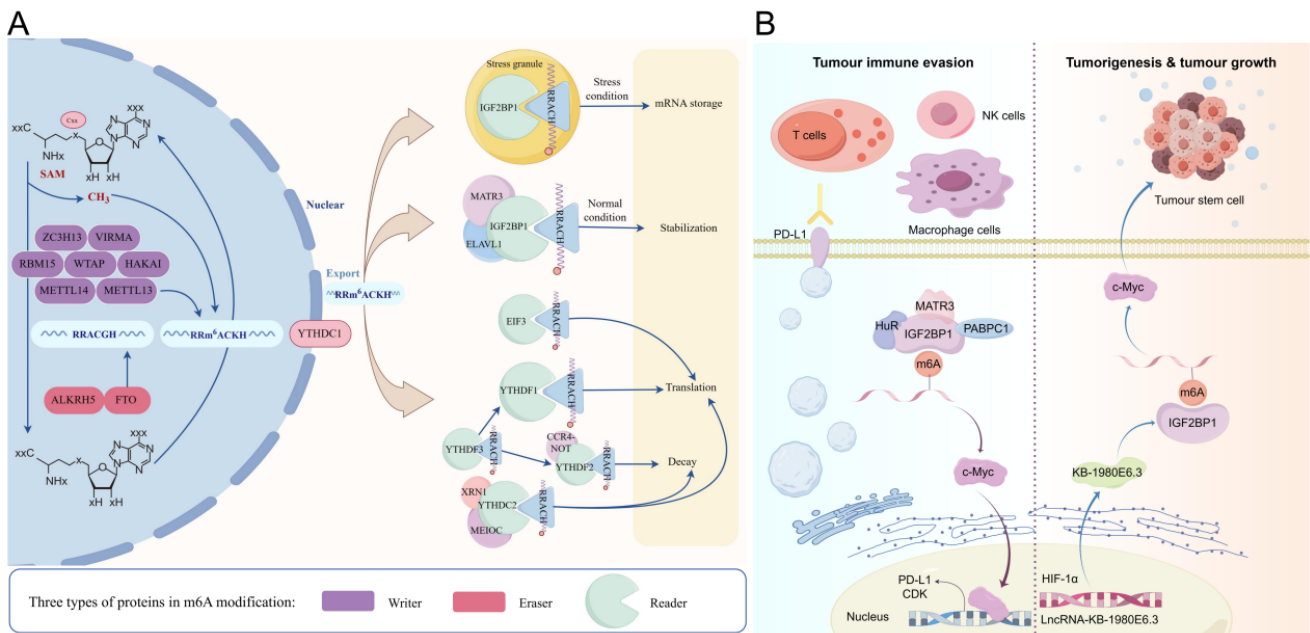 A
xxx
xxC
Cxx
X
NHx
xH
xH
SAM
CH3
Nuclear
ZC3H13
VIRMA
RBM15
WTAP
HAKAI
METTL14
METTL13
RRACGH
RRm6ACKH
YTHDC1
ALKRH5
FTO
xxx
xxC
X
NHx
xH
xH
Export
RRm6ACKH
Stress granule
IGF2BP1
RRACH
Stress
condition
mRNA storage
MATR3
IGF2BP1
ELAVL1
RRACH
Normal
condition
Stabilization
EIF3
RRACH
YTHDF1
RRACH
Translation
YTHDF3
RRACH
CCR4-
NOT
YTHDF2
RRACH
Decay
XRN1
YTHDC2
MEIOC
RRACH
Three types of proteins in m6A modification:
Writer
Eraser
Reader
B
Tumour immune evasion
T cells
NK cells
Macrophage cells
PD-L1
MATR3
HuR
IGF2BP1
PABPC1
m6A
c-Myc
PD-L1
CDK
Nucleus
Tumorigenesis & tumour growth
Tumour stem cell
c-Myc
m6A
IGF2BP1
KB-1980E6.3
HIF-1α
LncRNA-KB-1980E6.3